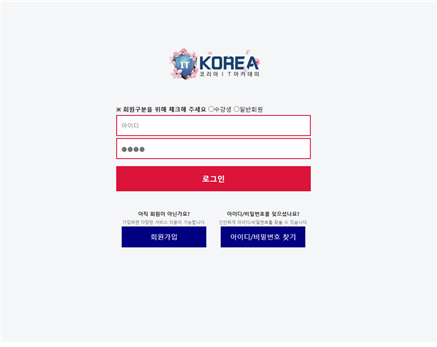 IT KOREA
코리아IT아카데미
※ 회원구분을 위해 체크해 주세요 ○수강생 ○일반회원
아이디
●●●●
로그인
아직 회원이 아닌가요? 아이디/비밀번호를 잊으셨나요?
가입하면 다양한 서비스 이용이 가능합니다 간단하게 아이디/비밀번호를 찾을 수 있습니다
회원가입 아이디/비밀번호 찾기